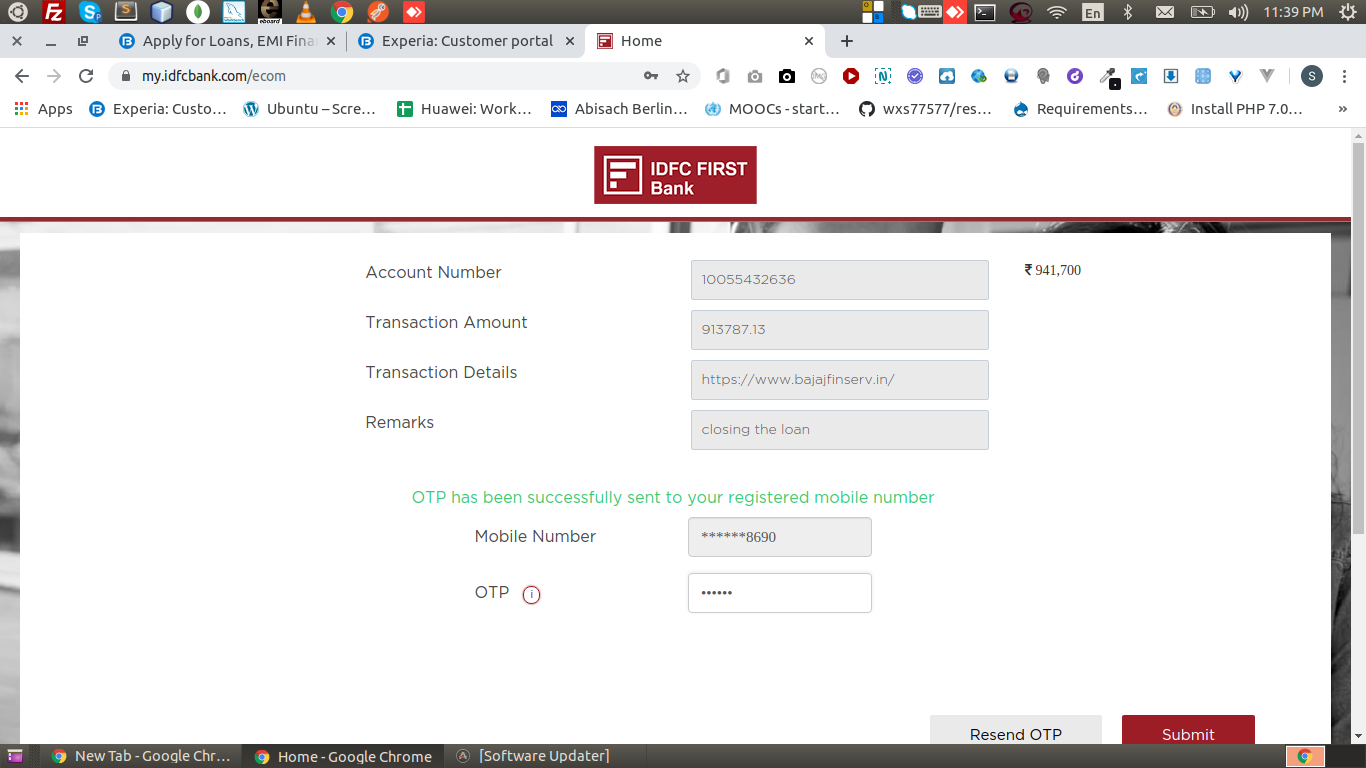 11:39 PM
En
Apply for Loans, EMI Fina
Experia: Customer portal
Home
my.idfcbank.com/ecom
S
Apps
Experia: Custo...
Ubuntu – Scre...
Huawei: Work...
Abisach Berlin...
MOOCs - start...
wxs77577/res...
Requirements...
Install PHP 7.0...
»
IDFC FIRST
Bank
Account Number
10055432636
₹ 941,700
Transaction Amount
913787.13
Transaction Details
https://www.bajajfinserv.in/
Remarks
closing the loan
OTP has been successfully sent to your registered mobile number
Mobile Number
******8690
OTP
i
••••••
Resend OTP
Submit
New Tab - Google Chr...
Home - Google Chrome
[Software Updater]